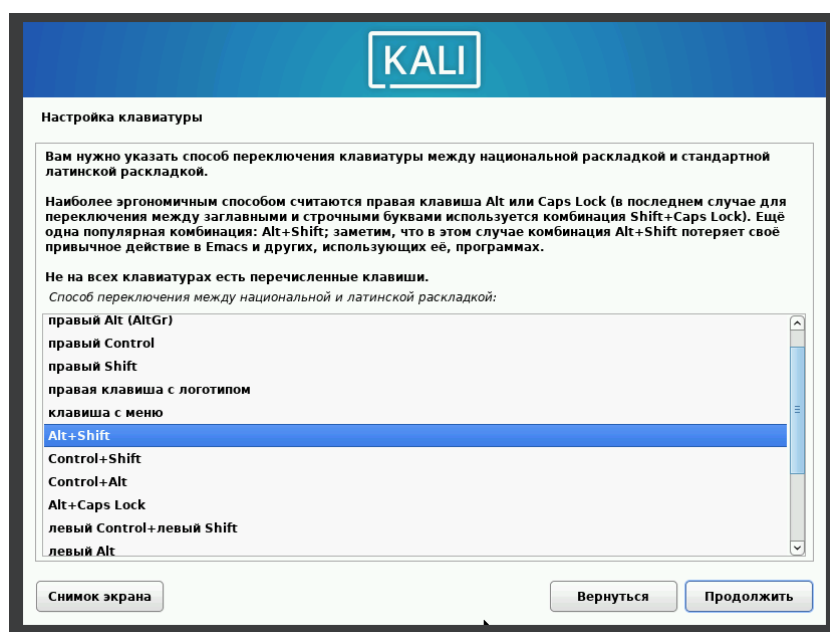 KALI
Настройка клавиатуры
Вам нужно указать способ переключения клавиатуры между национальной раскладкой и стандартной
латинской раскладкой.
Наиболее эргономичным способом считаются правая клавиша Alt или Caps Lock (в последнем случае для
переключения между заглавными и строчными буквами используется комбинация Shift+Caps Lock). Ещё
одна популярная комбинация: Alt+Shift; заметим, что в этом случае комбинация Alt+Shift потеряет своё
привычное действие в Emacs и других, использующих её, программах.
Не на всех клавиатурах есть перечисленные клавиши.
Способ переключения между национальной и латинской раскладкой:
правый Alt (AltGr)
правый Control
правый Shift
правая клавиша с логотипом
клавиша с меню
Alt+Shift
Control+Shift
Control+Alt
Alt+Caps Lock
левый Control+левый Shift
левый Alt
Снимок экрана
Вернуться
Продолжить